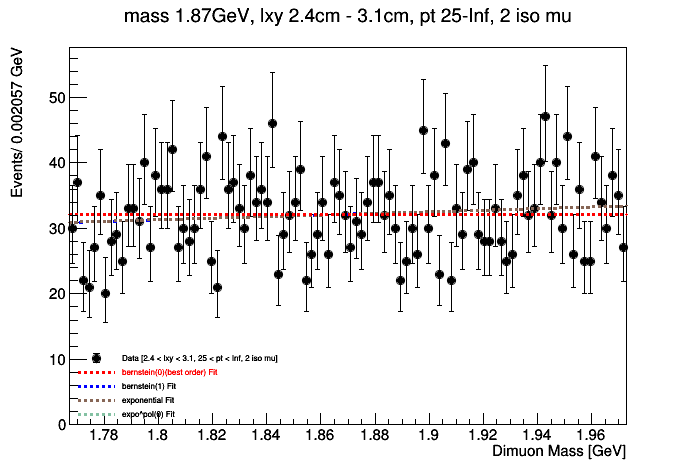 mass 1.87GeV, lxy 2.4cm - 3.1cm, pt 25-Inf, 2 iso mu
Events/ 0.002057 GeV
50
40
30
20
10
0
Data [2.4 < lxy < 3.1, 25 < pt < Inf, 2 iso mu]
bernstein(0)(best order) Fit
bernstein(1) Fit
exponential Fit
expo*pol(0) Fit
1.78 1.8 1.82 1.84 1.86 1.88 1.9 1.92 1.94 1.96
Dimuon Mass [GeV]